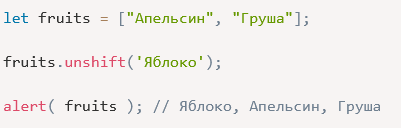 let fruits = ["Апельсин", "Груша"];
fruits.unshift('Яблоко');
alert( fruits ); // Яблоко, Апельсин, Груша